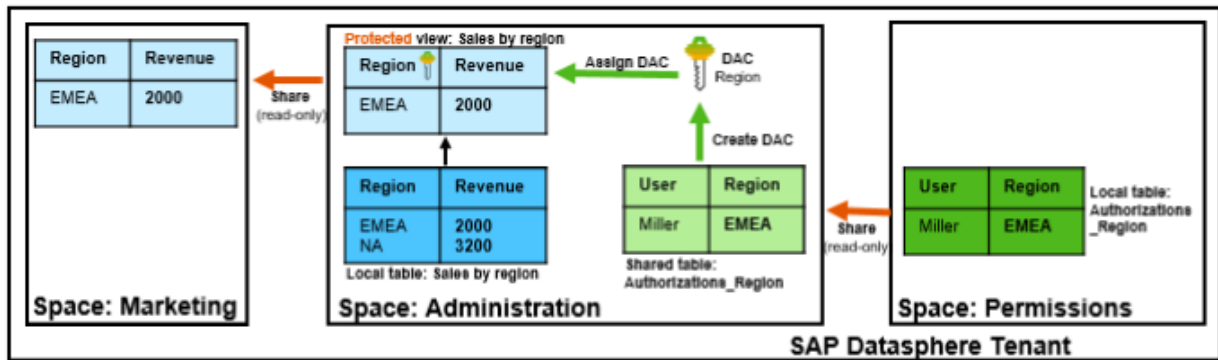 Region Revenue
EMEA 2000
Space: Marketing
Share
(read-only)
Protected view: Sales by region
Region Revenue
EMEA 2000
Assign DAC
DAC
Region
Create DAC
Region Revenue
EMEA 2000
NA 3200
Local table: Sales by region
User Region
Miller EMEA
Shared table:
Authorizations_Region
Space: Administration
Share
(read-only)
User Region
Miller EMEA
Local table:
Authorizations
_Region
Space: Permissions
SAP Datasphere Tenant